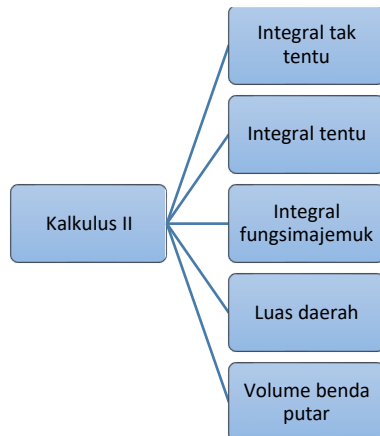 Integral tak
tentu
Integral tentu
Kalkulus II
Integral
fungsimajemuk
Luas daerah
Volume benda
putar